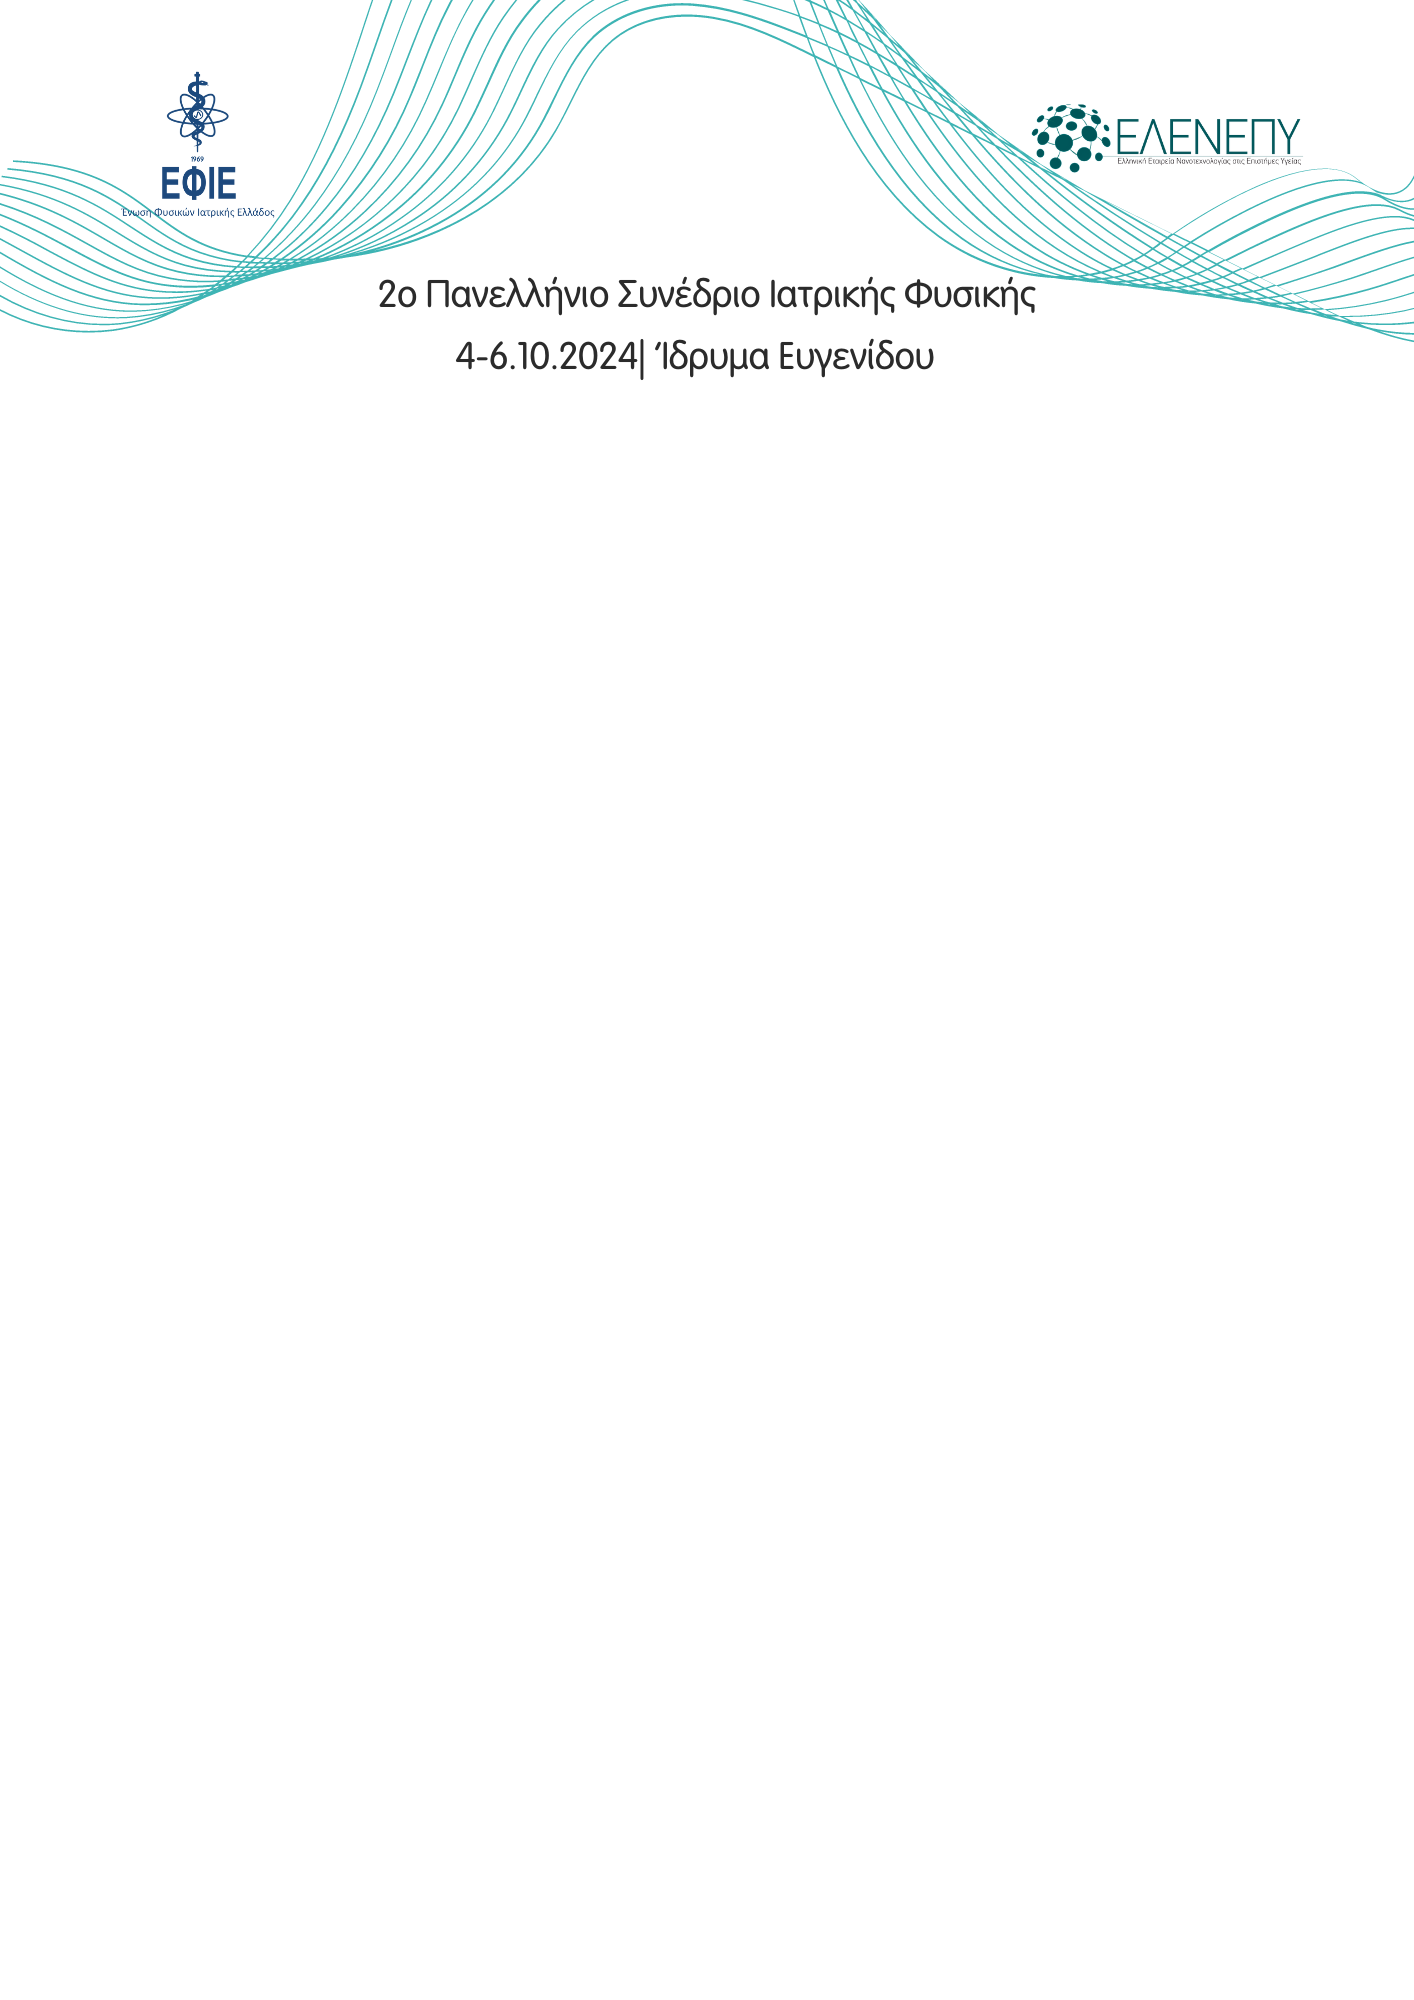 1969
ΕΦΙΕ
Ένωση Φυσικών Ιατρικής Ελλάδος
ΕΛΕΝΕΠΥ
Ελληνική Εταιρεία Νανοτεχνολογίας στις Επιστήμες Υγείας
2ο Πανελλήνιο Συνέδριο Ιατρικής Φυσικής
4-6.10.2024| Ίδρυμα Ευγενίδου